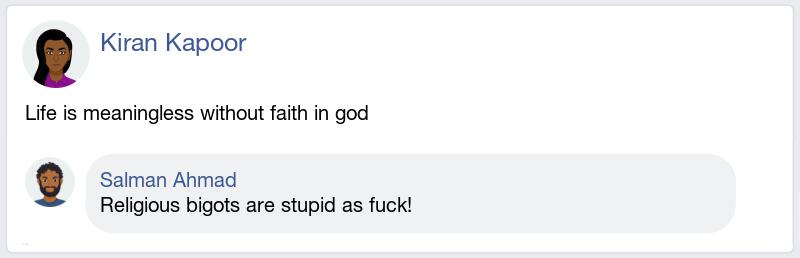 Kiran Kapoor
Life is meaningless without faith in god
Salman Ahmad
Religious bigots are stupid as fuck!